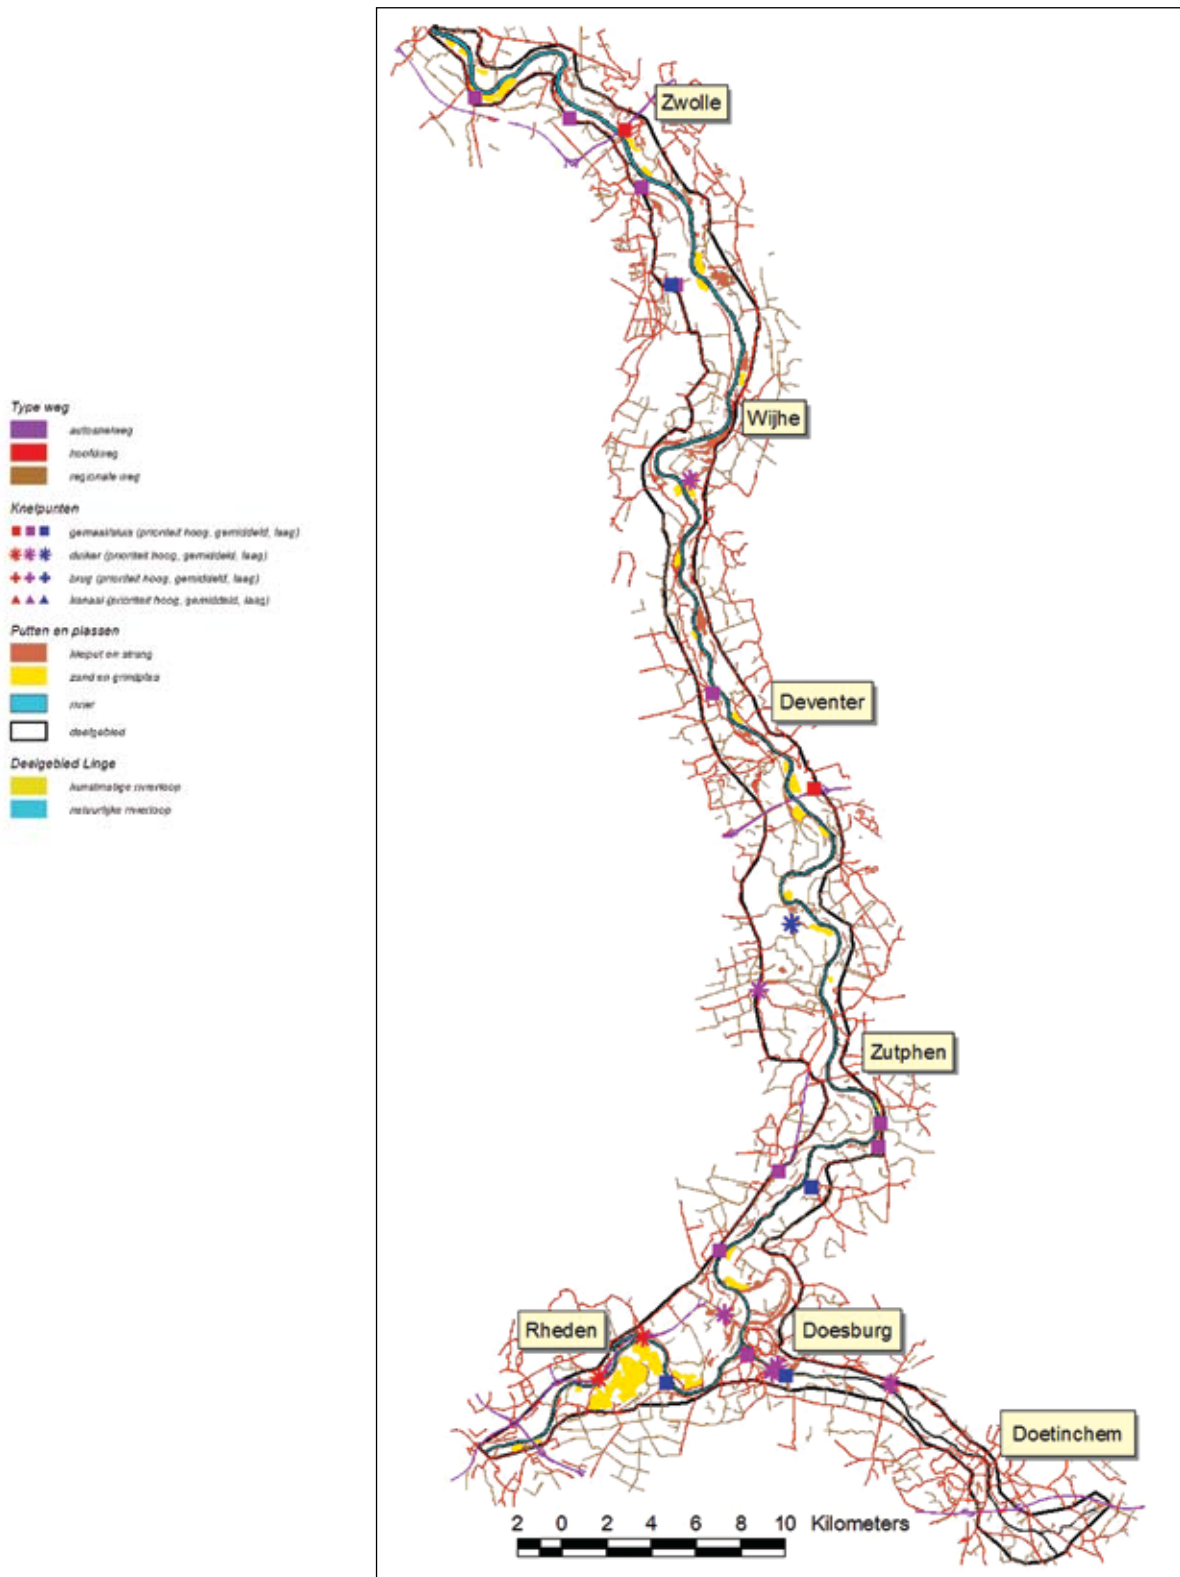 Type weg
autosnelweg
hoofdweg
regionale weg
Knelpunten
gemaal/sluis (prioriteit hoog, gemiddeld, laag)
duiker (prioriteit hoog, gemiddeld, laag)
brug (prioriteit hoog, gemiddeld, laag)
kanaal (prioriteit hoog, gemiddeld, laag)
Putten en plassen
kleiput en strang
zand en grindplas
rivier
deelgebied
Deelgebied Linge
kunstmatige rivierloop
natuurlijke rivierloop
Zwolle
Wijhe
Deventer
Zutphen
Rheden
Doesburg
Doetinchem
2 0 2 4 6 8 10 Kilometers